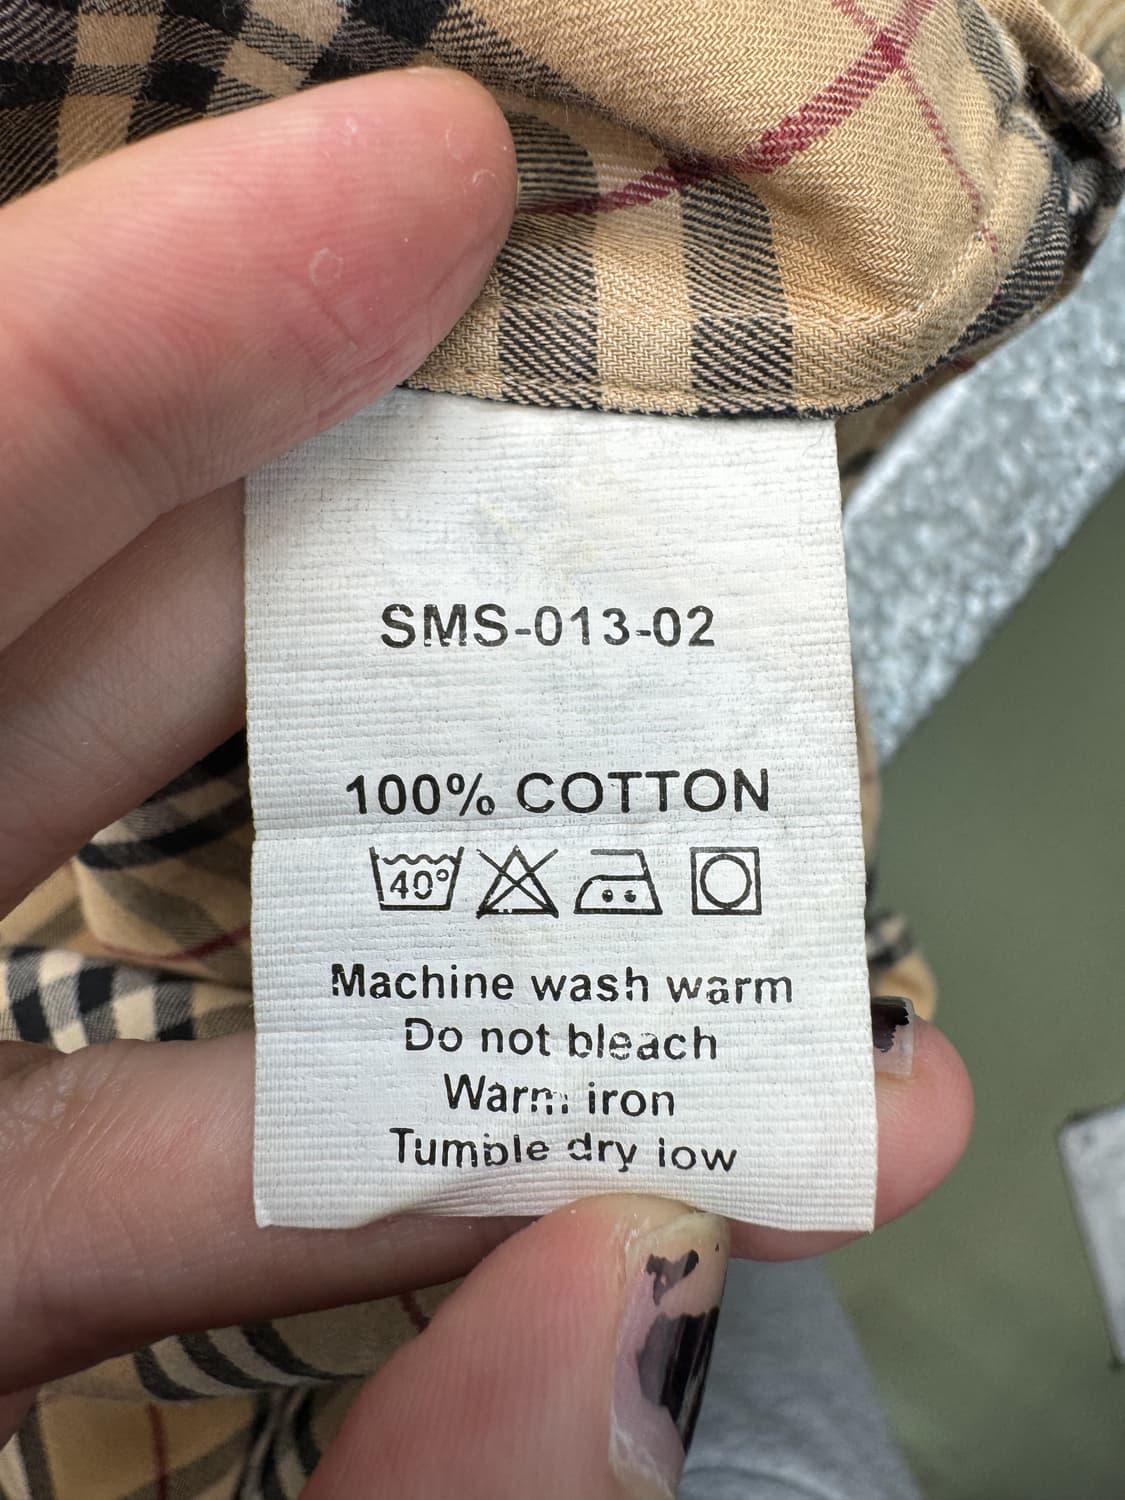 SMS-013-02
100% COTTON
40°
Machine wash warm
Do not bleach
Warm iron
Tumble dry low